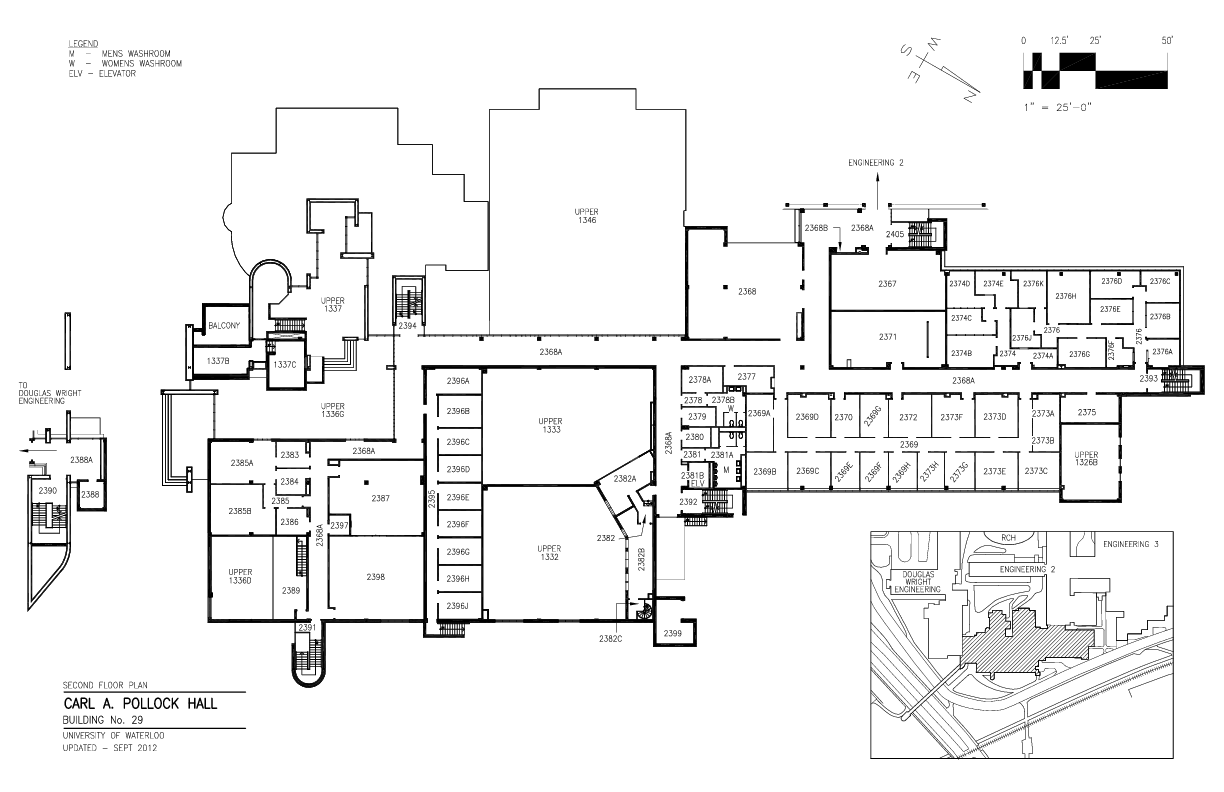 LEGEND
M – MENS WASHROOM
W – WOMENS WASHROOM
ELV – ELEVATOR
S W E N
0 12.5' 25' 50'
1" = 25'-0"
ENGINEERING 2
UPPER
1346
2368B 2368A
2405
2368
2367
2374D 2374E 2376K
2376H
2376D 2376C
2376E
2376B
2374C
2376
2376
2371
2376J
2374B 2374 2374A
2376G
2376F
2376A
UPPER
1337
2394
BALCONY
1337B
1337C
2368A
2368A
2393
TO
DOUGLAS WRIGHT
ENGINEERING
UPPER
1336G
2396A
2396B
2396C
2396D
2396E
2396F
2396G
2396H
2396J
2395
UPPER
1333
2378A
2377
2378 2378B
W
2379
2380
2381 2381A
2381B
ELV
M
2368A
2369A
2369D 2370 2369G 2372 2373F 2373D 2373A
2375
2369
2373B
UPPER
1326B
2369B 2369C 2369E 2369F 2369H 2373H 2373G 2373E 2373C
2392
2388A
2390
2388
2368A
2385A
2383
2384
2385
2385B
2386
2387
2397
2368A
UPPER
1336D
2389
2398
2391
2382A
UPPER
1332
2382
2382B
2382C
2399
RCH
ENGINEERING 3
ENGINEERING 2
DOUGLAS
WRIGHT
ENGINEERING
SECOND FLOOR PLAN
CARL A. POLLOCK HALL
BUILDING No. 29
UNIVERSITY OF WATERLOO
UPDATED – SEPT 2012